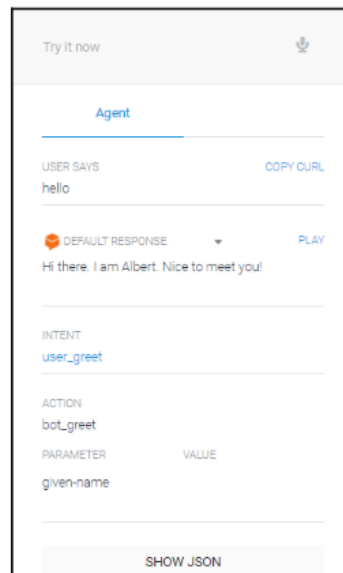 Try it now
Agent
USER SAYS COPY CURL
hello
DEFAULT RESPONSE PLAY
Hi there. I am Albert. Nice to meet you!
INTENT
user_greet
ACTION
bot_greet
PARAMETER VALUE
given-name
SHOW JSON